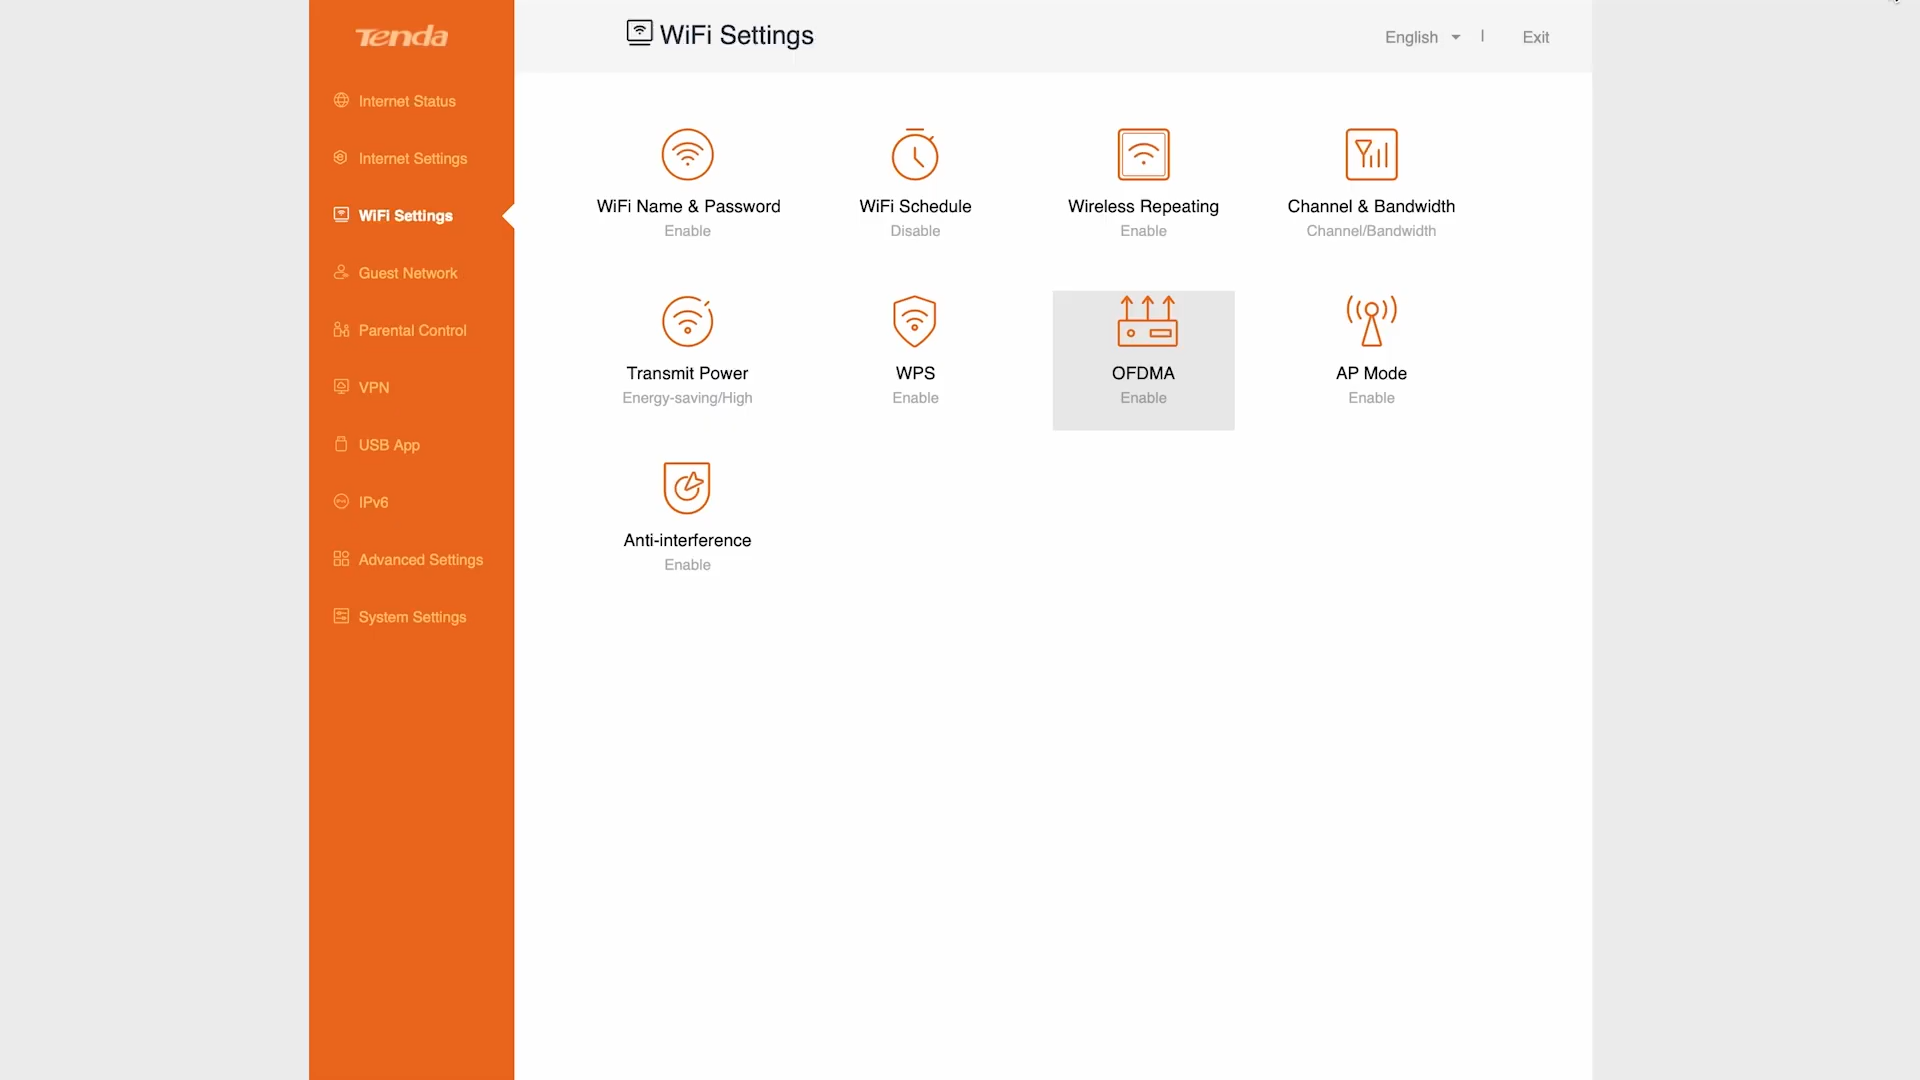 Tenda
WiFi Settings
English
Exit
Internet Status
Internet Settings
WiFi Settings
Guest Network
Parental Control
VPN
USB App
IPv6
Advanced Settings
System Settings
WiFi Name & Password
Enable
WiFi Schedule
Disable
Wireless Repeating
Enable
Channel & Bandwidth
Channel/Bandwidth
Transmit Power
Energy-saving/High
WPS
Enable
OFDMA
Enable
AP Mode
Enable
Anti-interference
Enable